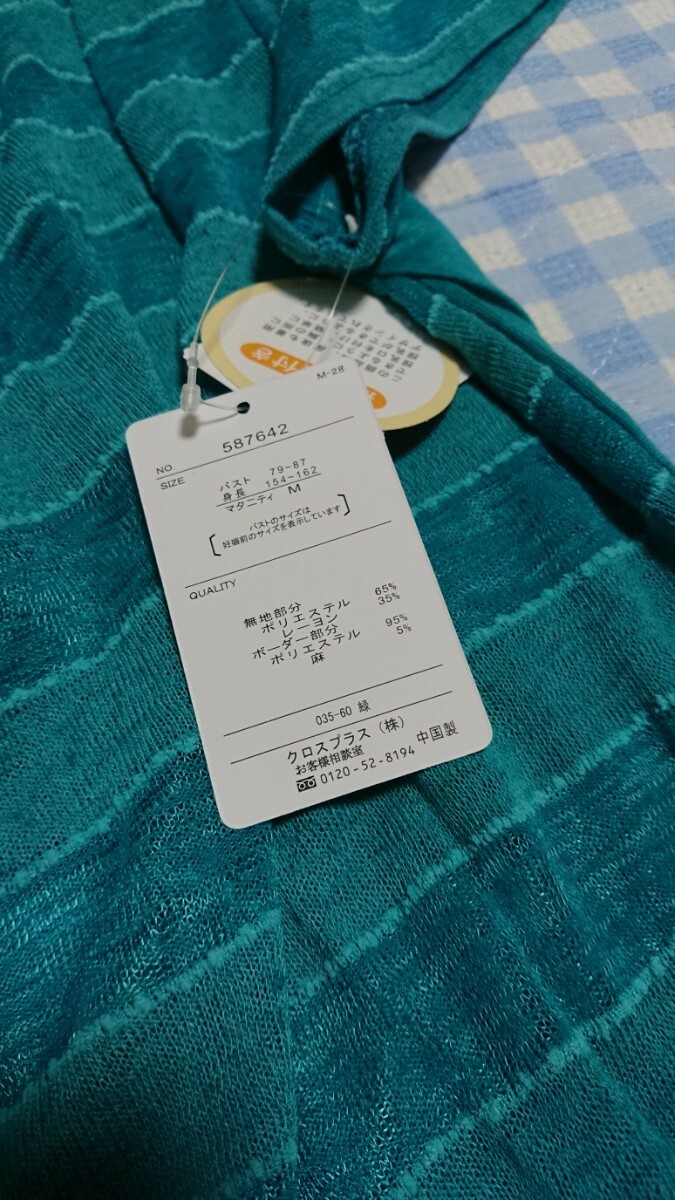 M-28
NO 587642
SIZE バスト 79-87
身長 154-162
マタニティ M
バストのサイズは
妊娠前のサイズを表示しています
QUALITY
無地部分
ポリエステル 65%
レーヨン 35%
ボーダー部分
ポリエステル 95%
麻 5%
035-60 緑
クロスプラス(株)
お客様相談室
0120-52-8194 中国製
付き